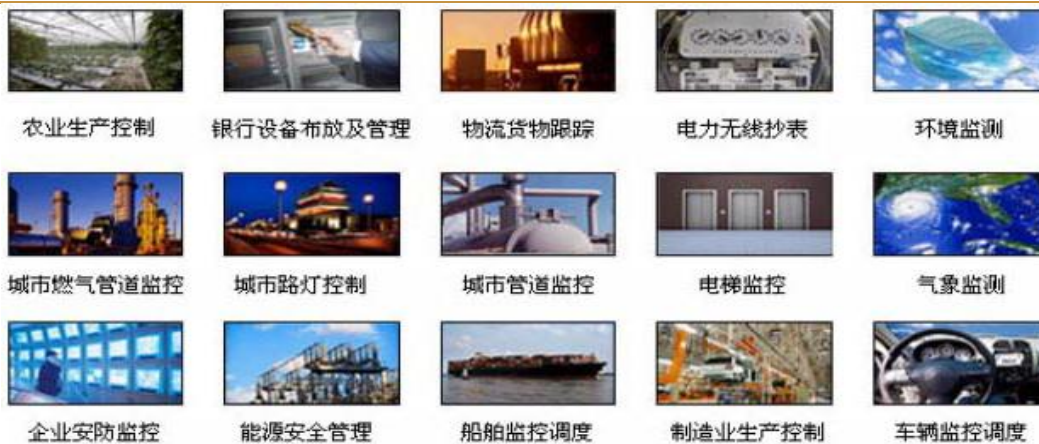 农业生产控制
银行设备布放及管理
物流货物跟踪
电力无线抄表
环境监测
城市燃气管道监控
城市路灯控制
城市管道监控
电梯监控
气象监测
企业安防监控
能源安全管理
船舶监控调度
制造业生产控制
车辆监控调度